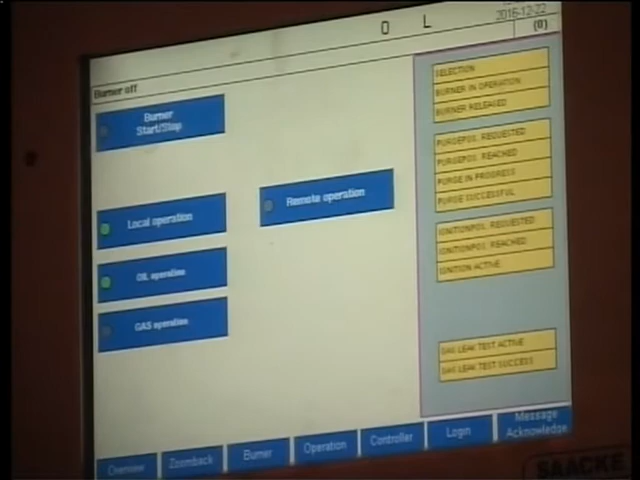 O L
2016-12-22
(0)
Burner off
Burner
Start/Stop
Local operation
Remote operation
OIL operation
GAS operation
SELECTION
BURNER IN OPERATION
BURNER RELEASED
PURGEPOS. REQUESTED
PURGEPOS. REACHED
PURGE IN PROGRESS
PURGE SUCCESSFUL
IGNITIONPOS. REQUESTED
IGNITIONPOS. REACHED
IGNITION ACTIVE
GAS LEAK TEST ACTIVE
GAS LEAK TEST SUCCESS
Overview
Zoomback
Burner
Operation
Controller
Login
Message
Acknowledge
SAACKE